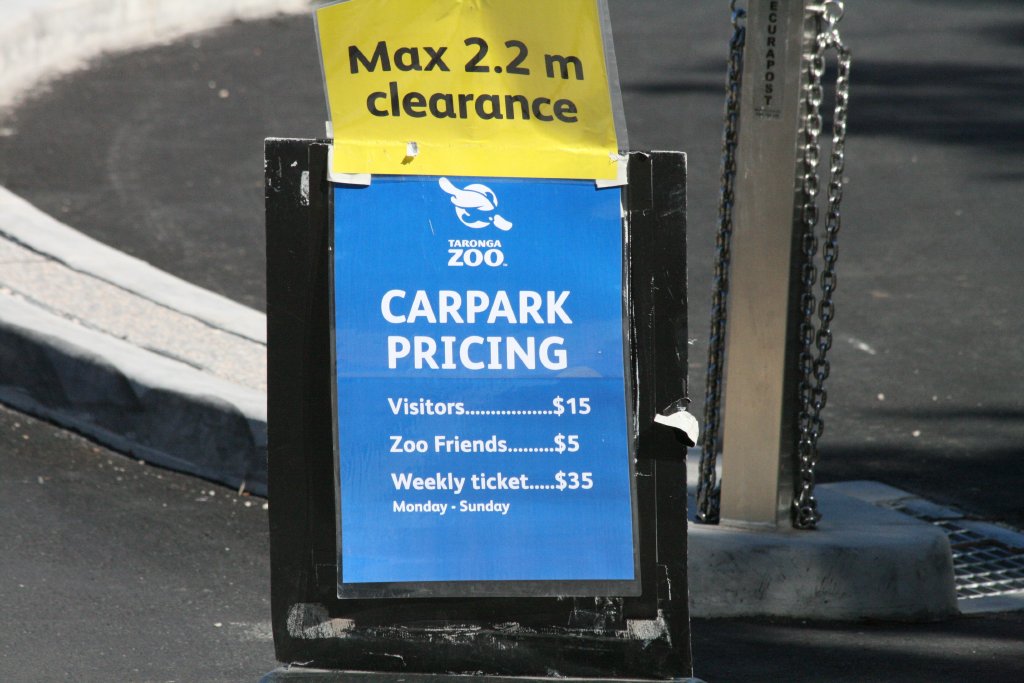 Max 2.2 m
clearance
TARONGA
ZOO
CARPARK
PRICING
Visitors.................$15
Zoo Friends.........$5
Weekly ticket.....$35
Monday - Sunday
SECURAPOST